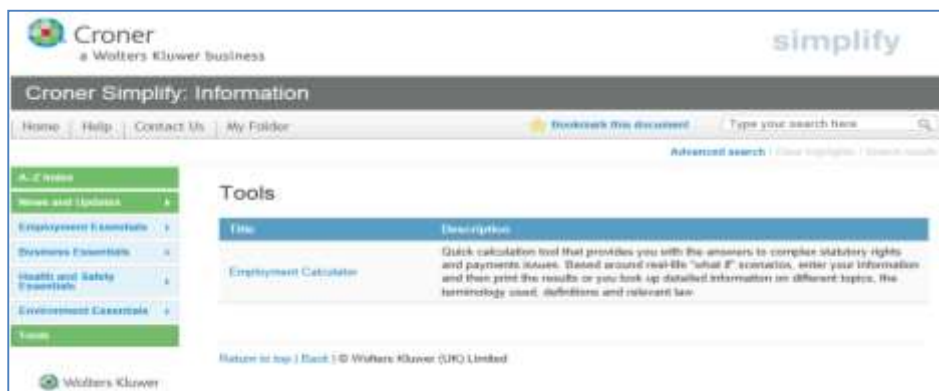 Croner
a Wolters Kluwer business
simplify
Croner Simplify: Information
Home | Help | Contact Us | My Folder
Bookmark this document
Type your search here
Advanced search | Clear highlights | Search results
A-Z Index
News and Updates
Employment Essentials
Business Essentials
Health and Safety
Essentials
Environment Essentials
Tools
Wolters Kluwer
Tools
Title Description
Employment Calculator
Quick calculation tool that provides you with the answers to complex statutory rights
and payments issues. Based around real-life "what if" scenarios, enter your information
and then print the results or you look up detailed information on different topics, the
terminology used, definitions and relevant law
Return to top | Back | © Wolters Kluwer (UK) Limited